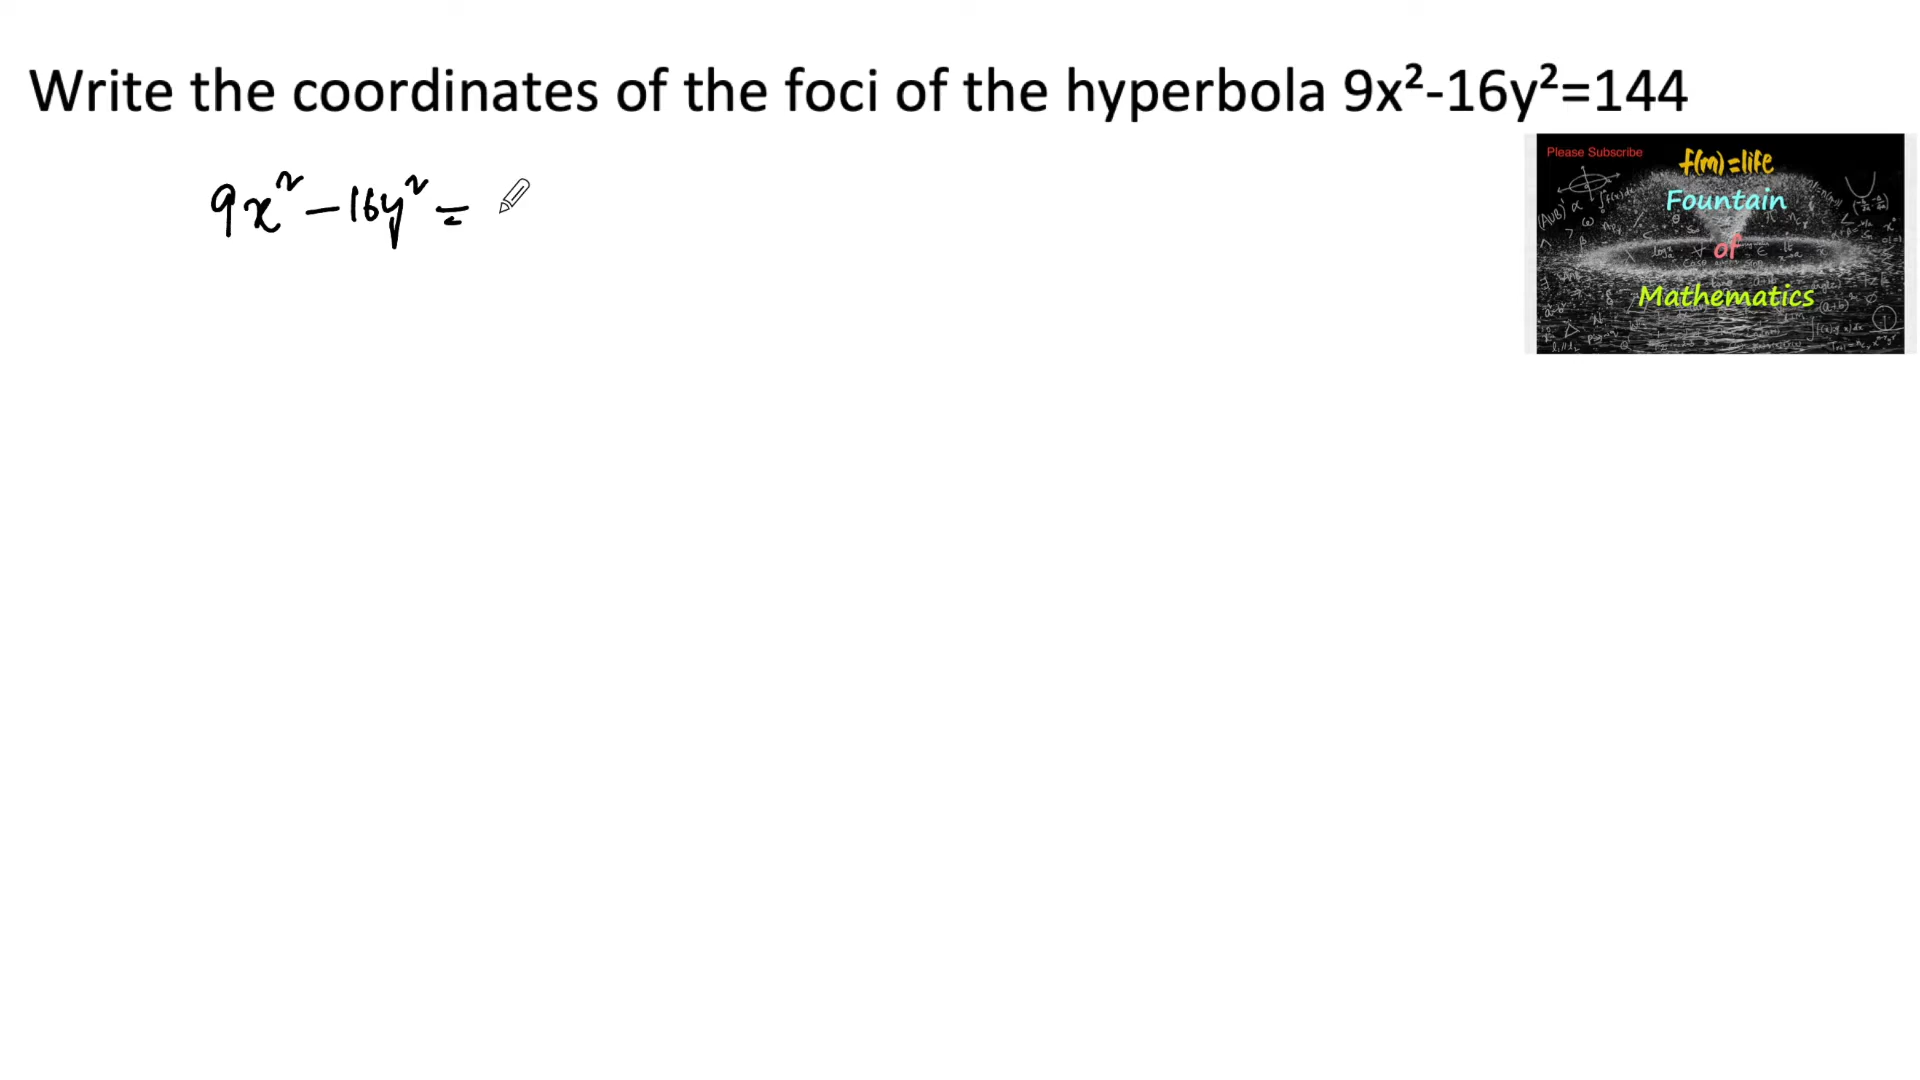 Write the coordinates of the foci of the hyperbola 9x²-16y²=144
9x² - 16y² =
Please Subscribe
f(m)=life
Fountain
of
Mathematics